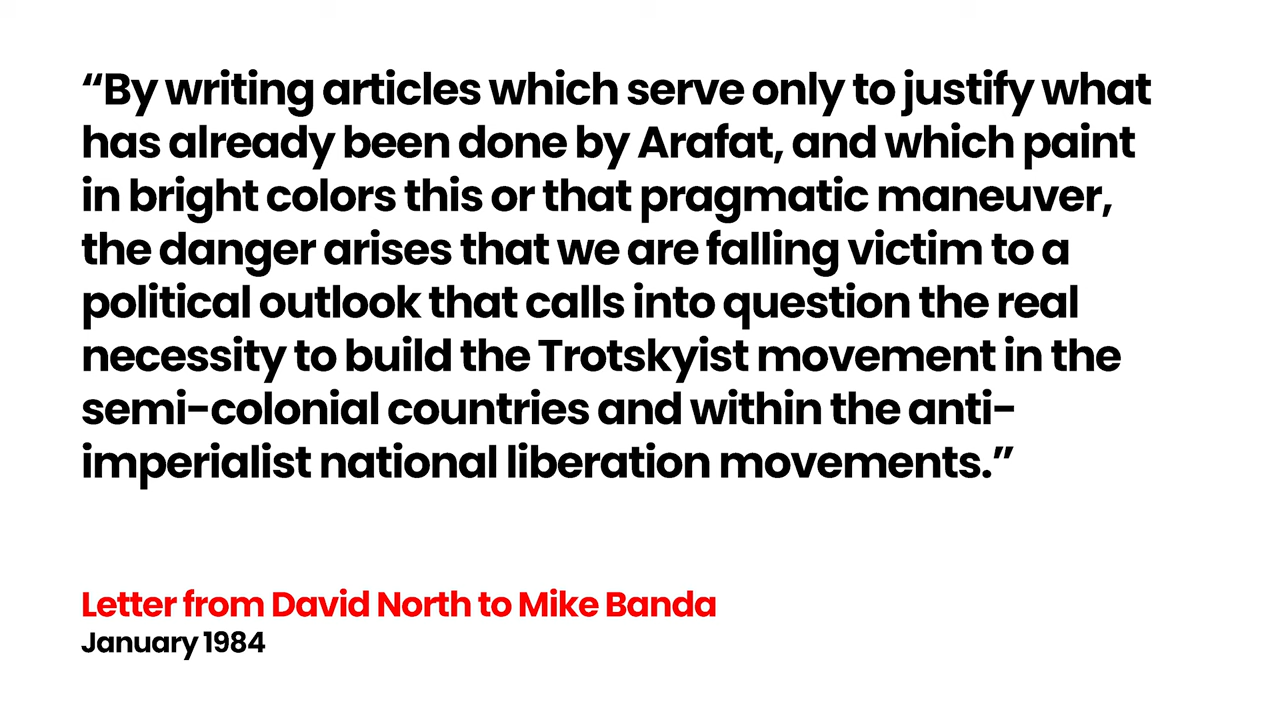 “By writing articles which serve only to justify what
has already been done by Arafat, and which paint
in bright colors this or that pragmatic maneuver,
the danger arises that we are falling victim to a
political outlook that calls into question the real
necessity to build the Trotskyist movement in the
semi-colonial countries and within the anti-
imperialist national liberation movements.”
Letter from David North to Mike Banda
January 1984